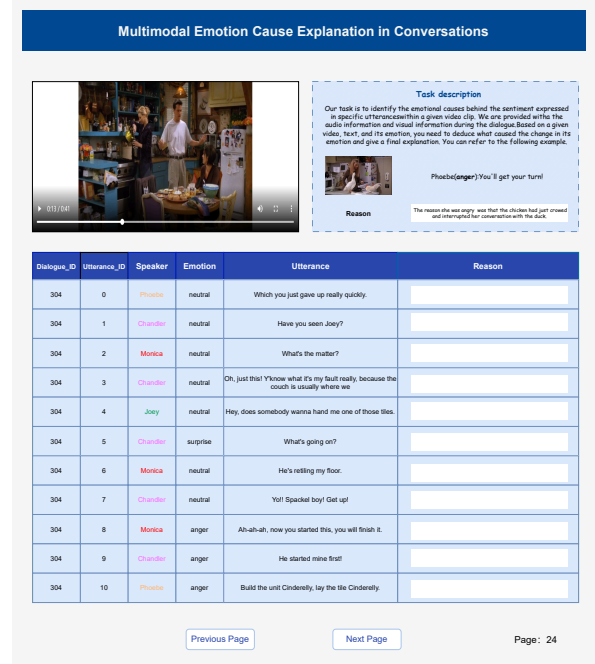 Multimodal Emotion Cause Explanation in Conversations
0:13 / 0:41
Task description
Our task is to identify the emotional causes behind the sentiment expressed
in specific utteranceswithin a given video clip. We are provided witha the
audio information and visual information during the dialogue.Based on a given
video, text, and its emotion, you need to deduce what caused the change in its
emotion and give a final explanation. You can refer to the following example.
Phoebe(anger):You'll get your turn!
Reason
The reason she was angry was that the chicken had just crowed
and interrupted her conversation with the duck.
Dialogue_ID Utterance_ID Speaker Emotion Utterance Reason
304 0 Phoebe neutral Which you just gave up really quickly.
304 1 Chandler neutral Have you seen Joey?
304 2 Monica neutral What's the matter?
304 3 Chandler neutral Oh, just this! Y'know what it's my fault really, because the
couch is usually where we
304 4 Joey neutral Hey, does somebody wanna hand me one of those tiles.
304 5 Chandler surprise What's going on?
304 6 Monica neutral He's retiling my floor.
304 7 Chandler neutral Yo!! Spackel boy! Get up!
304 8 Monica anger Ah-ah-ah, now you started this, you will finish it.
304 9 Chandler anger He started mine first!
304 10 Phoebe anger Build the unit Cinderelly, lay the tile Cinderelly.
Previous Page Next Page Page: 24